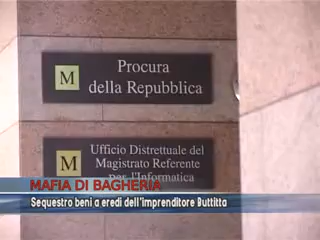 M
Procura
della Repubblica
M
Ufficio Distrettuale del
Magistrato Referente
per l'Informatica
MAFIA DI BAGHERIA
Sequestro beni a eredi dell'imprenditore Buttitta